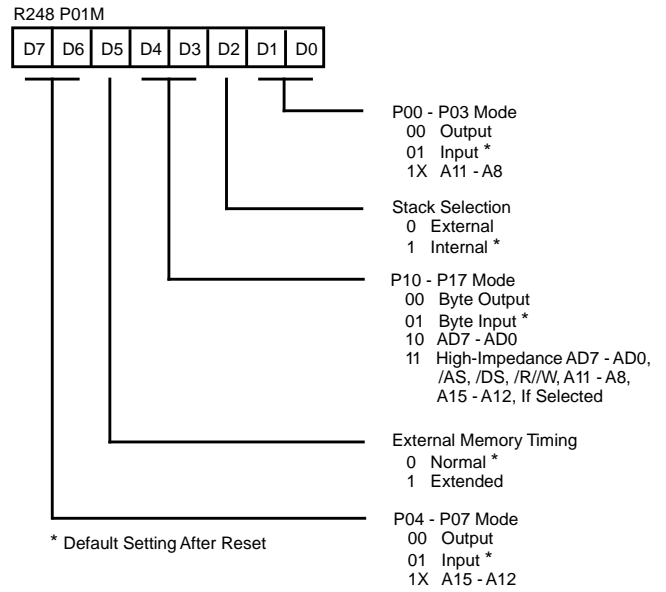 R248 P01M
D7 D6 D5 D4 D3 D2 D1 D0
P00 - P03 Mode
00 Output
01 Input *
1X A11 - A8
Stack Selection
0 External
1 Internal *
P10 - P17 Mode
00 Byte Output
01 Byte Input *
10 AD7 - AD0
11 High-Impedance AD7 - AD0,
/AS, /DS, /R//W, A11 - A8,
A15 - A12, If Selected
External Memory Timing
0 Normal *
1 Extended
P04 - P07 Mode
00 Output
01 Input *
1X A15 - A12
* Default Setting After Reset